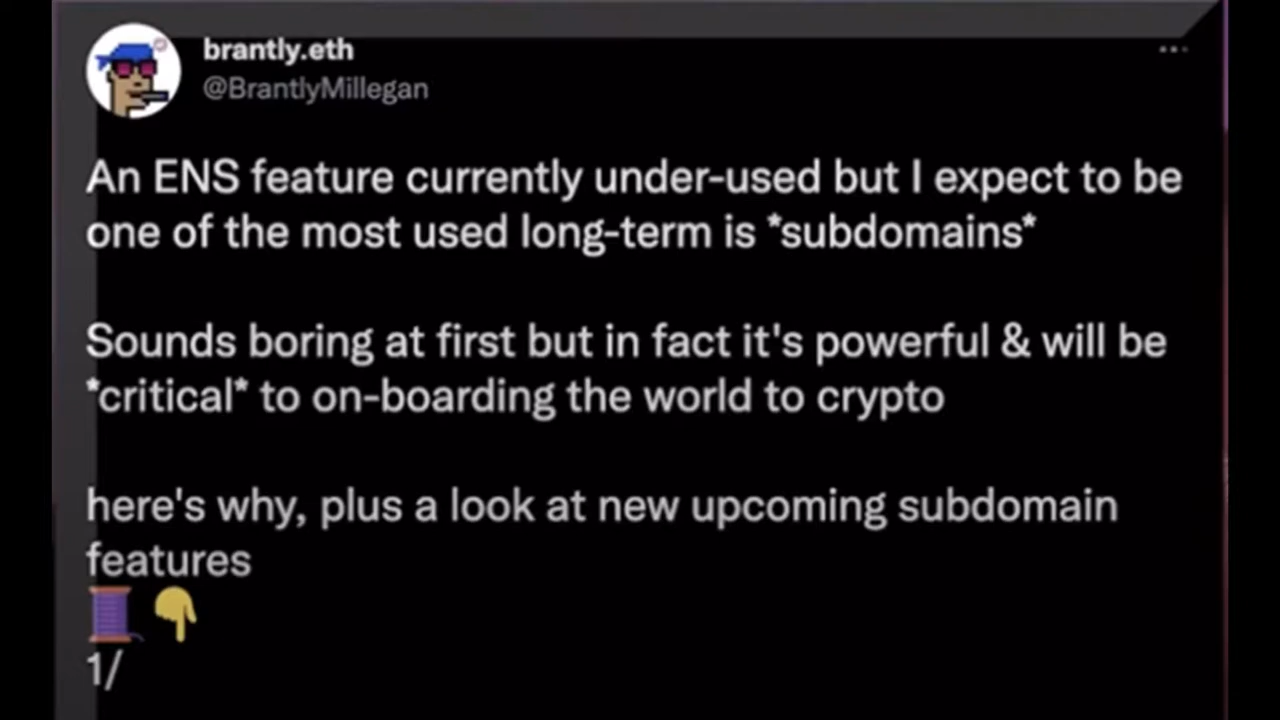 brantly.eth
@BrantlyMillegan
An ENS feature currently under-used but I expect to be
one of the most used long-term is *subdomains*
Sounds boring at first but in fact it's powerful & will be
*critical* to on-boarding the world to crypto
here's why, plus a look at new upcoming subdomain
features
🧵👇
1/